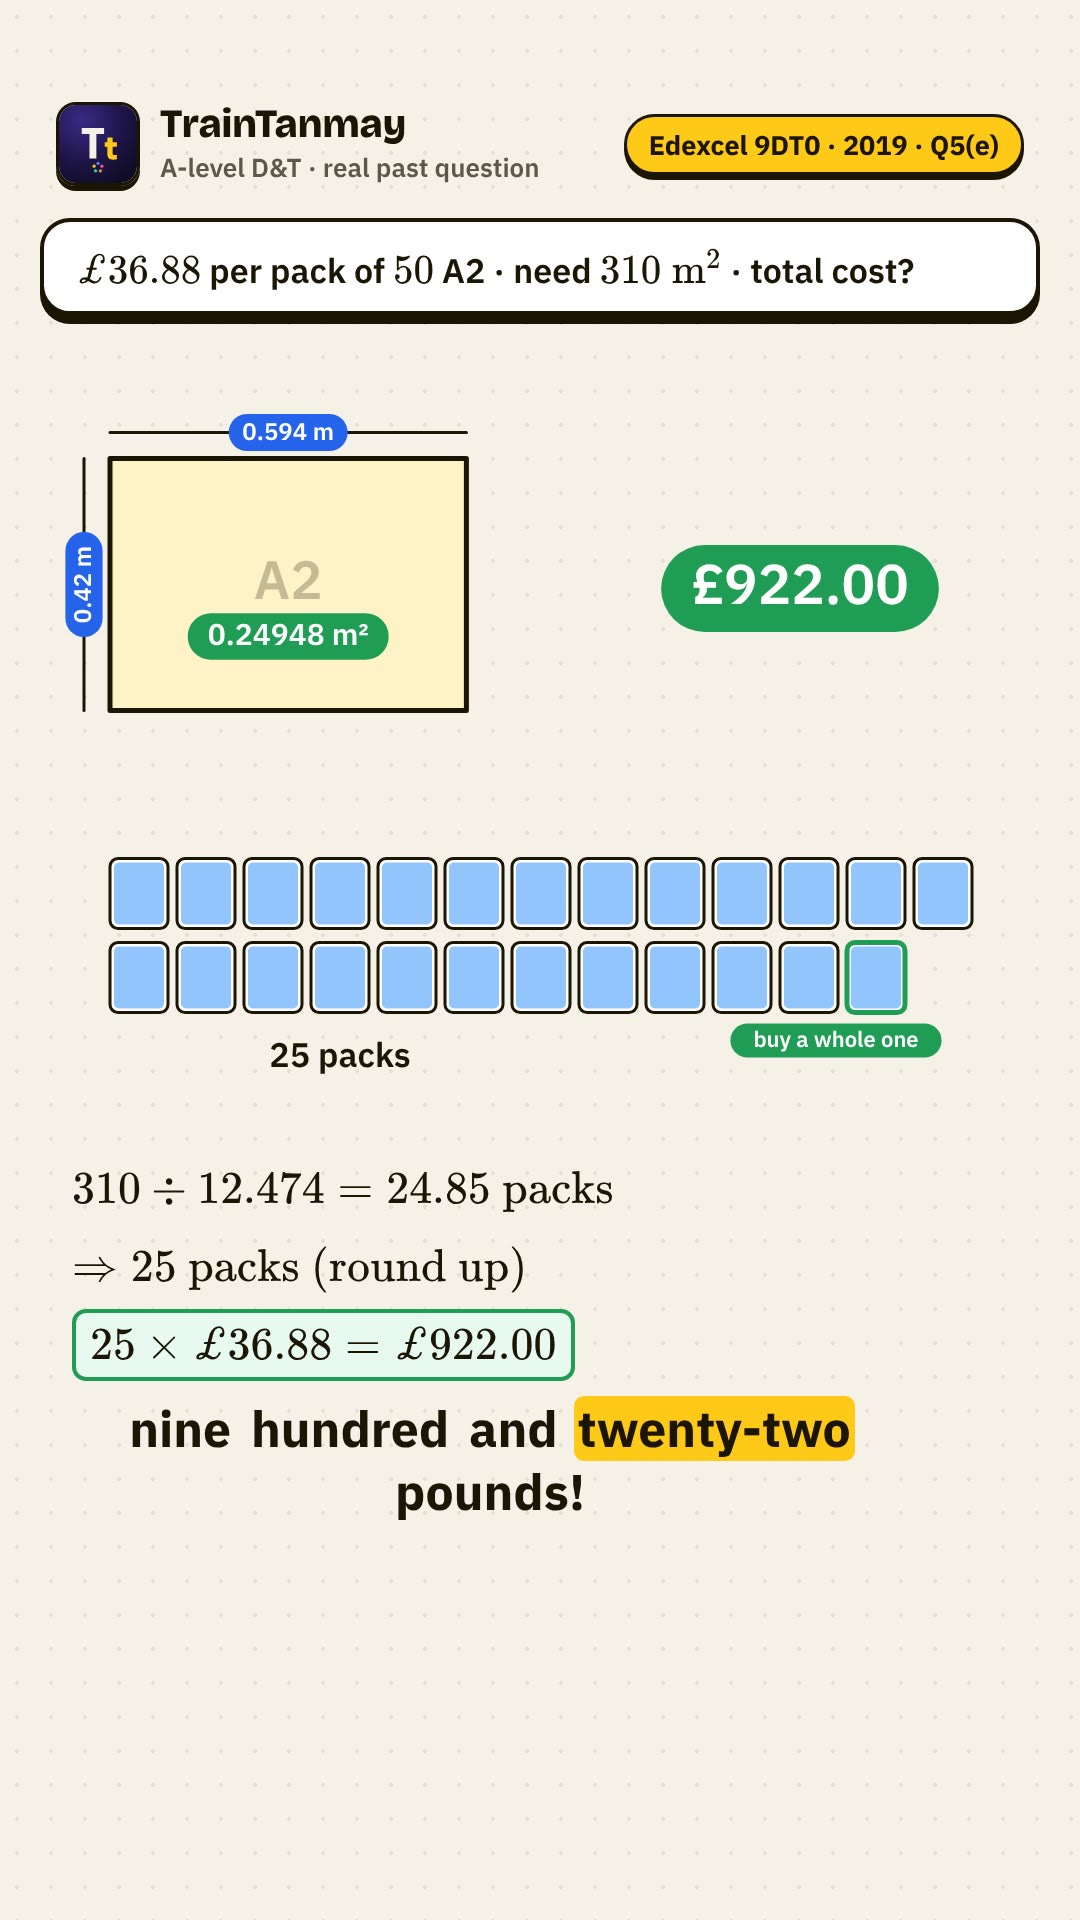 Tt
TrainTanmay
A-level D&T · real past question
Edexcel 9DT0 · 2019 · Q5(e)
£36.88 per pack of 50 A2 · need 310 m² · total cost?
0.594 m
0.42 m
A2
0.24948 m²
£922.00
25 packs
buy a whole one
310 ÷ 12.474 = 24.85 packs
⇒ 25 packs (round up)
25 × £36.88 = £922.00
nine hundred and twenty-two
pounds!